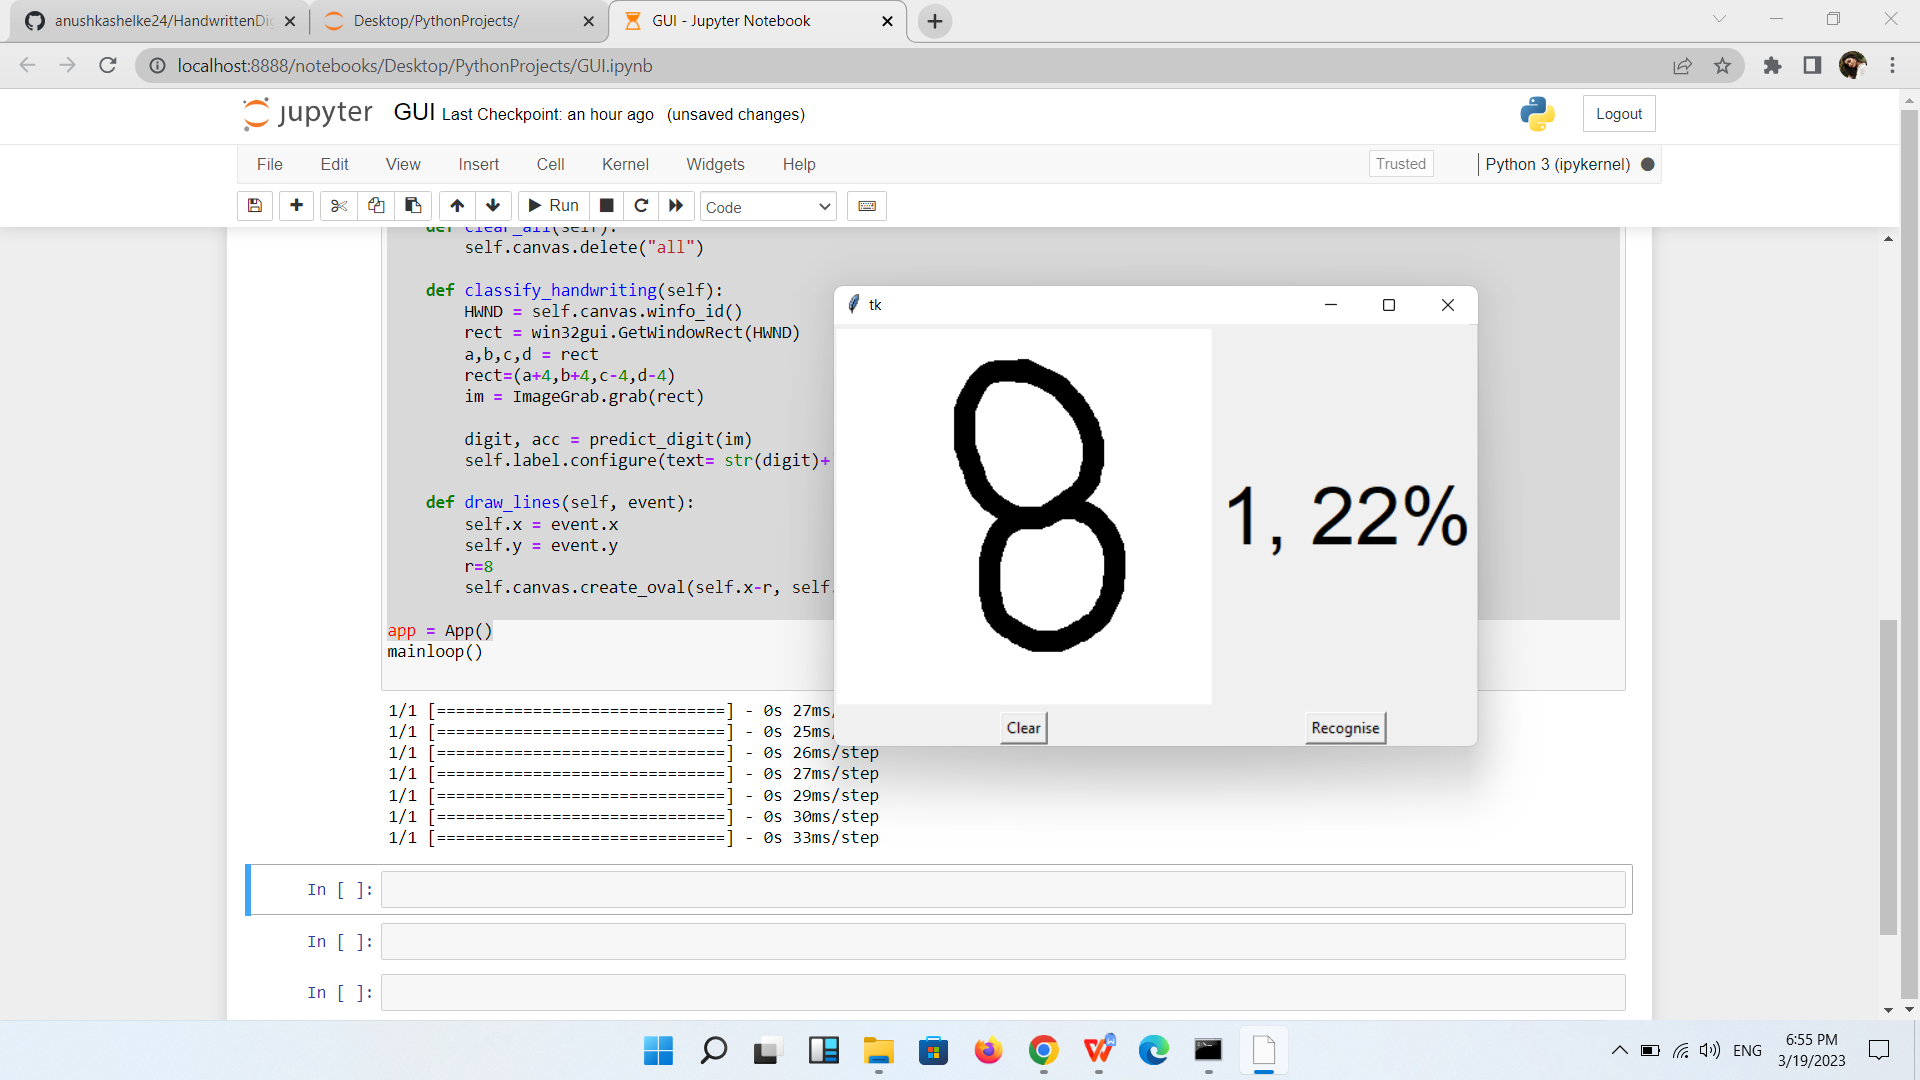 anushkashelke24/HandwrittenDi
Desktop/PythonProjects/
GUI - Jupyter Notebook
localhost:8888/notebooks/Desktop/PythonProjects/GUI.ipynb
jupyter GUI Last Checkpoint: an hour ago (unsaved changes)
Logout
File Edit View Insert Cell Kernel Widgets Help
Trusted
Python 3 (ipykernel)
Run
Code
def clear_all(self):
self.canvas.delete("all")
def classify_handwriting(self):
HWND = self.canvas.winfo_id()
rect = win32gui.GetWindowRect(HWND)
a,b,c,d = rect
rect=(a+4,b+4,c-4,d-4)
im = ImageGrab.grab(rect)
digit, acc = predict_digit(im)
self.label.configure(text= str(digit)+
def draw_lines(self, event):
self.x = event.x
self.y = event.y
r=8
self.canvas.create_oval(self.x-r, self.
app = App()
mainloop()
tk
8
1, 22%
Clear
Recognise
1/1 [==============================] - 0s 27ms/
1/1 [==============================] - 0s 25ms/
1/1 [==============================] - 0s 26ms/step
1/1 [==============================] - 0s 27ms/step
1/1 [==============================] - 0s 29ms/step
1/1 [==============================] - 0s 30ms/step
1/1 [==============================] - 0s 33ms/step
In [ ]:
In [ ]:
In [ ]:
ENG
6:55 PM
3/19/2023